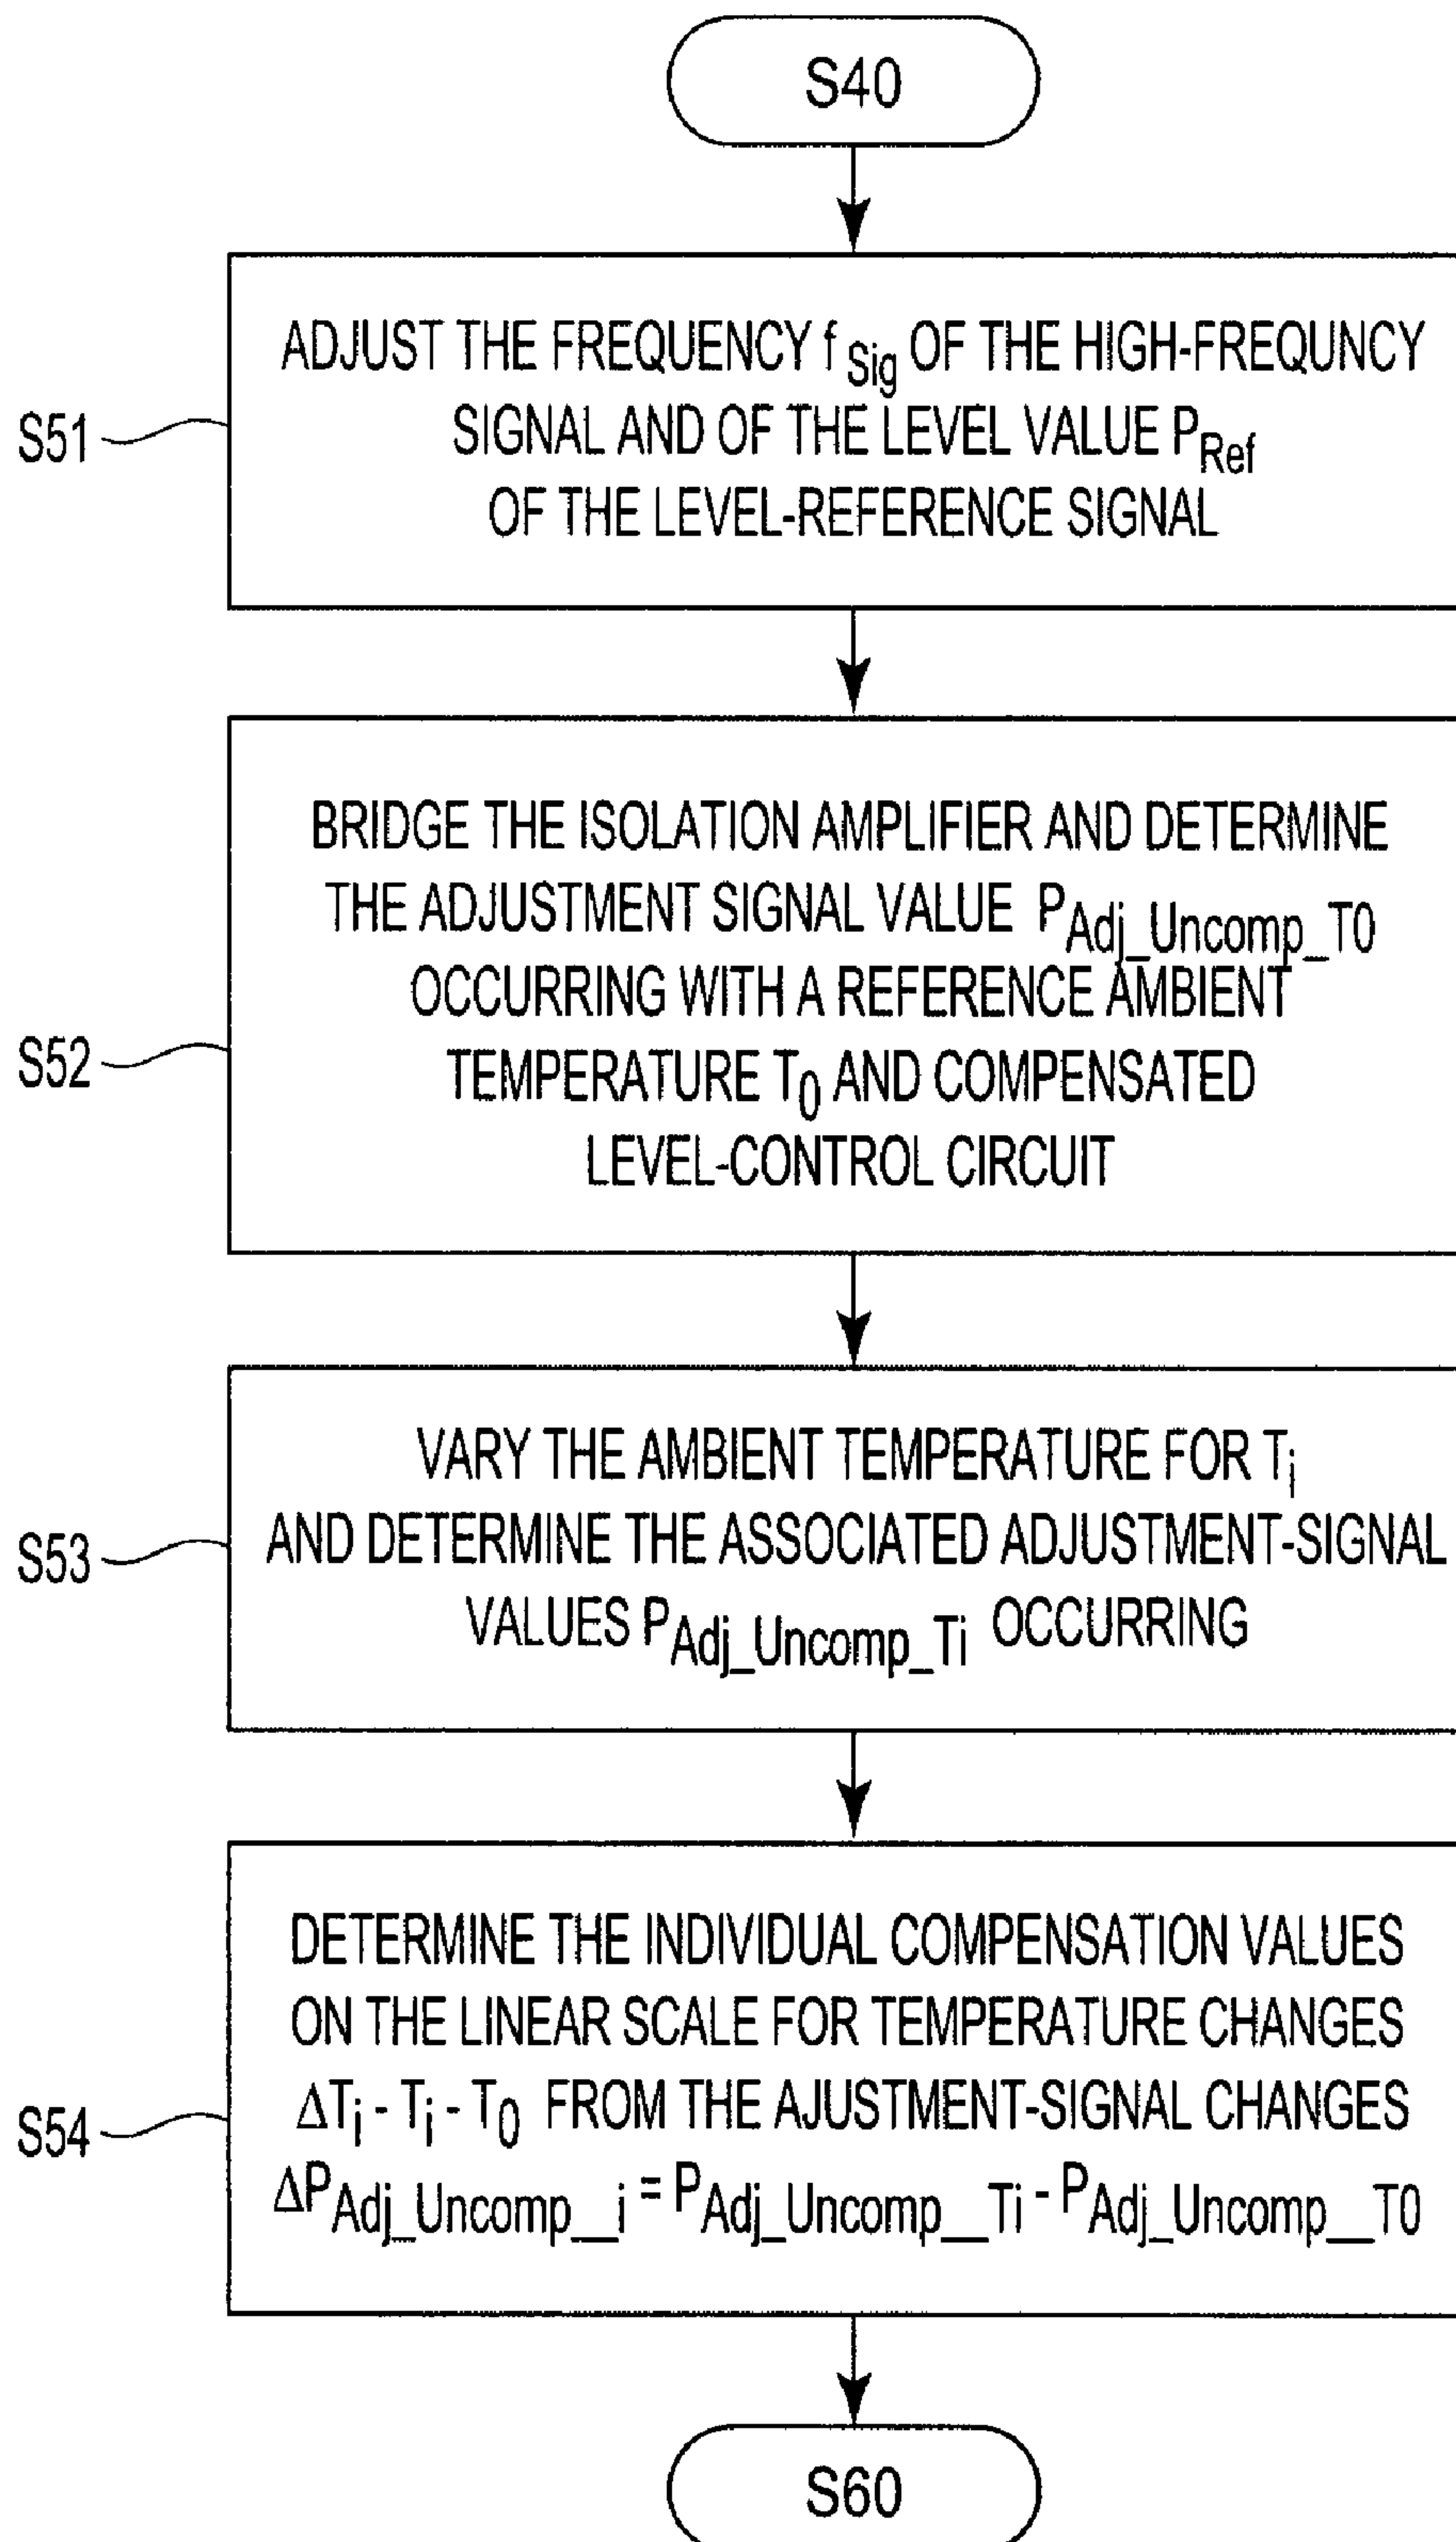 S40
S51
ADJUST THE FREQUENCY f Sig OF THE HIGH-FREQUNCY
SIGNAL AND OF THE LEVEL VALUE PRef
OF THE LEVEL-REFERENCE SIGNAL
S52
BRIDGE THE ISOLATION AMPLIFIER AND DETERMINE
THE ADJUSTMENT SIGNAL VALUE PAdj_Uncomp_T0
OCCURRING WITH A REFERENCE AMBIENT
TEMPERATURE T0 AND COMPENSATED
LEVEL-CONTROL CIRCUIT
S53
VARY THE AMBIENT TEMPERATURE FOR Ti
AND DETERMINE THE ASSOCIATED ADJUSTMENT-SIGNAL
VALUES PAdj_Uncomp_Ti OCCURRING
S54
DETERMINE THE INDIVIDUAL COMPENSATION VALUES
ON THE LINEAR SCALE FOR TEMPERATURE CHANGES
ΔTi - Ti - T0 FROM THE AJUSTMENT-SIGNAL CHANGES
ΔPAdj_Uncomp__i = PAdj_Uncomp__Ti - PAdj_Uncomp__T0
S60